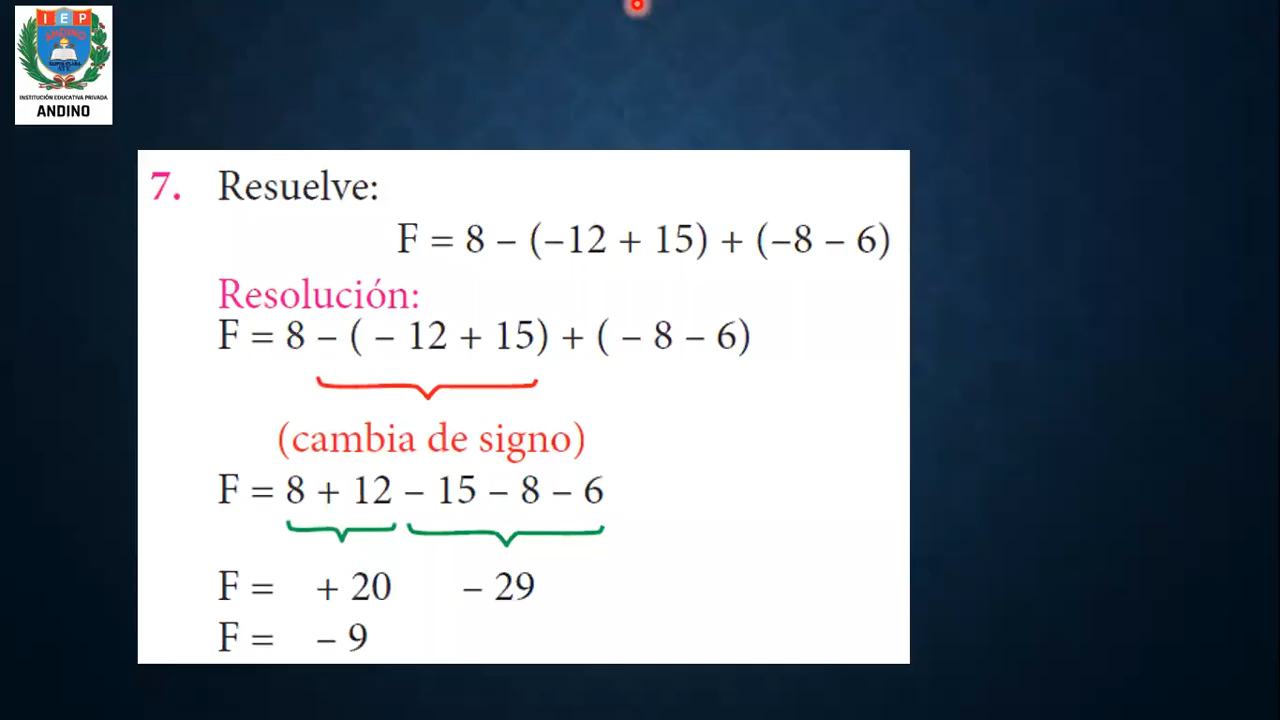 I E P
ANDINO
INSTITUCIÓN EDUCATIVA PRIVADA
ANDINO
7. Resuelve:
F = 8 – (–12 + 15) + (–8 – 6)
Resolución:
F = 8 – ( – 12 + 15) + ( – 8 – 6)
(cambia de signo)
F = 8 + 12 – 15 – 8 – 6
F = + 20 – 29
F = – 9